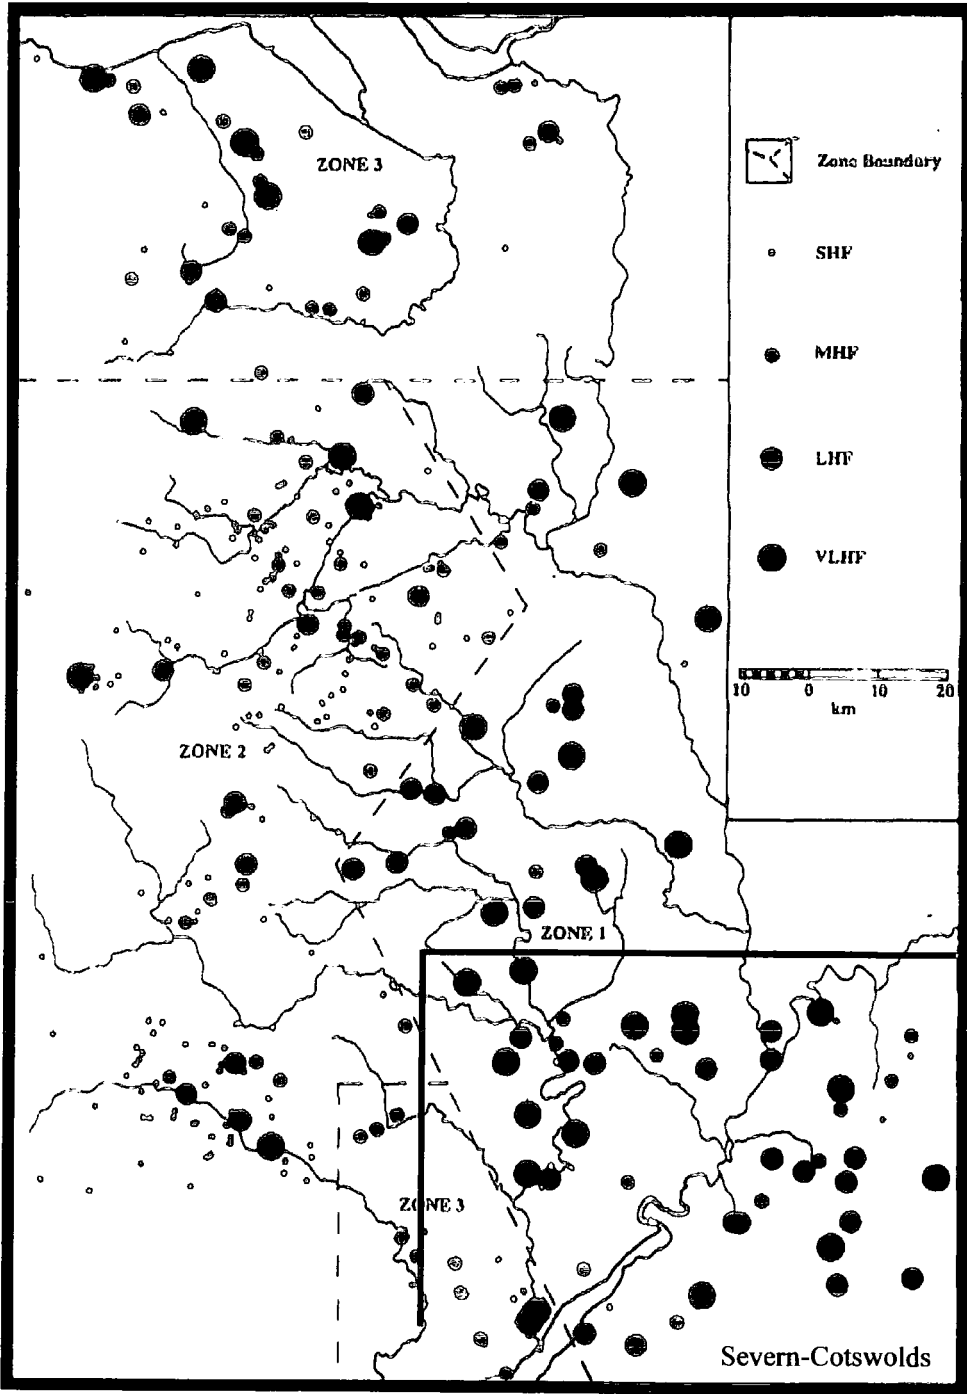 ZONE 3
Zone Boundary
SHF
MHF
LHF
VLHF
10 0 10 20
km
ZONE 2
ZONE 1
ZONE 3
Severn-Cotswolds